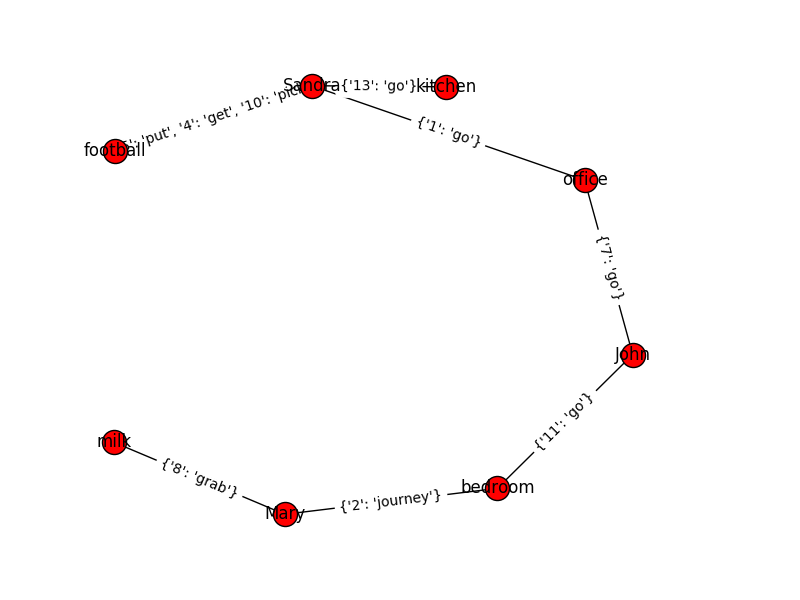 Sandra
{'13': 'go'}
kitchen
'put', '4': 'get', '10':
football
{'1': 'go'}
office
{'7': 'go'}
John
{'11': 'go'}
milk
{'8': 'grab'}
bedroom
{'2': 'journey'}
Mary